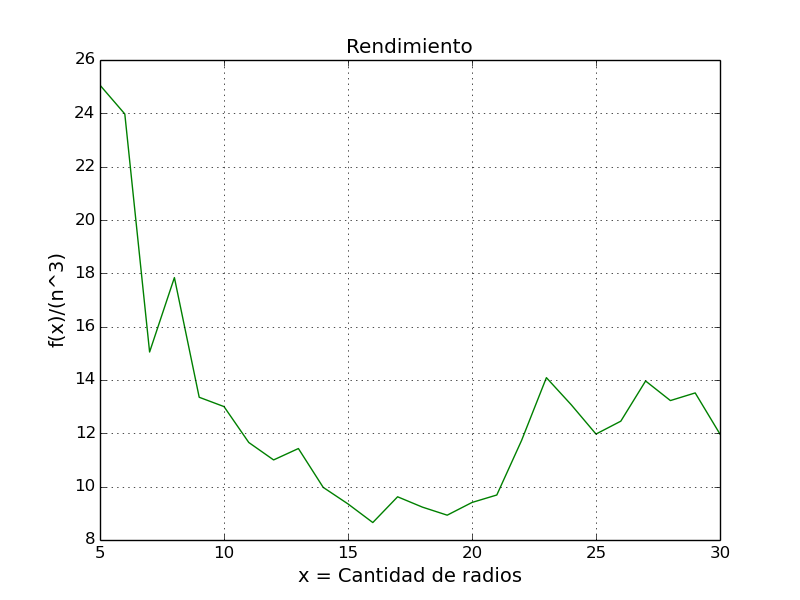 Rendimiento
26
24
22
20
18
16
14
12
10
8
f(x)/(n^3)
5 10 15 20 25 30
x = Cantidad de radios